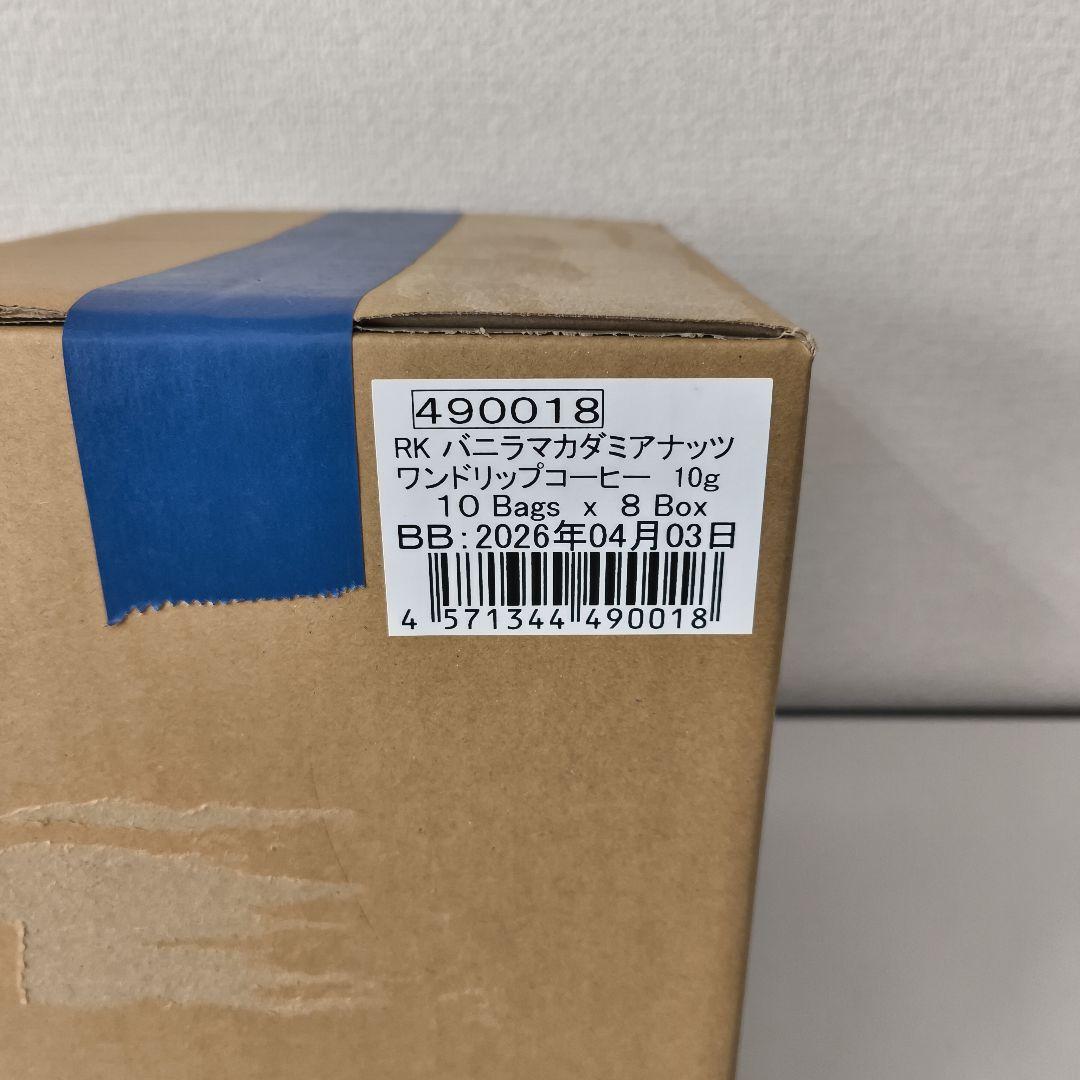 490018
RK バニラマカダミアナッツ
ワンドリップコーヒー 10g
10 Bags x 8 Box
BB:2026年04月03日
4 571344 490018